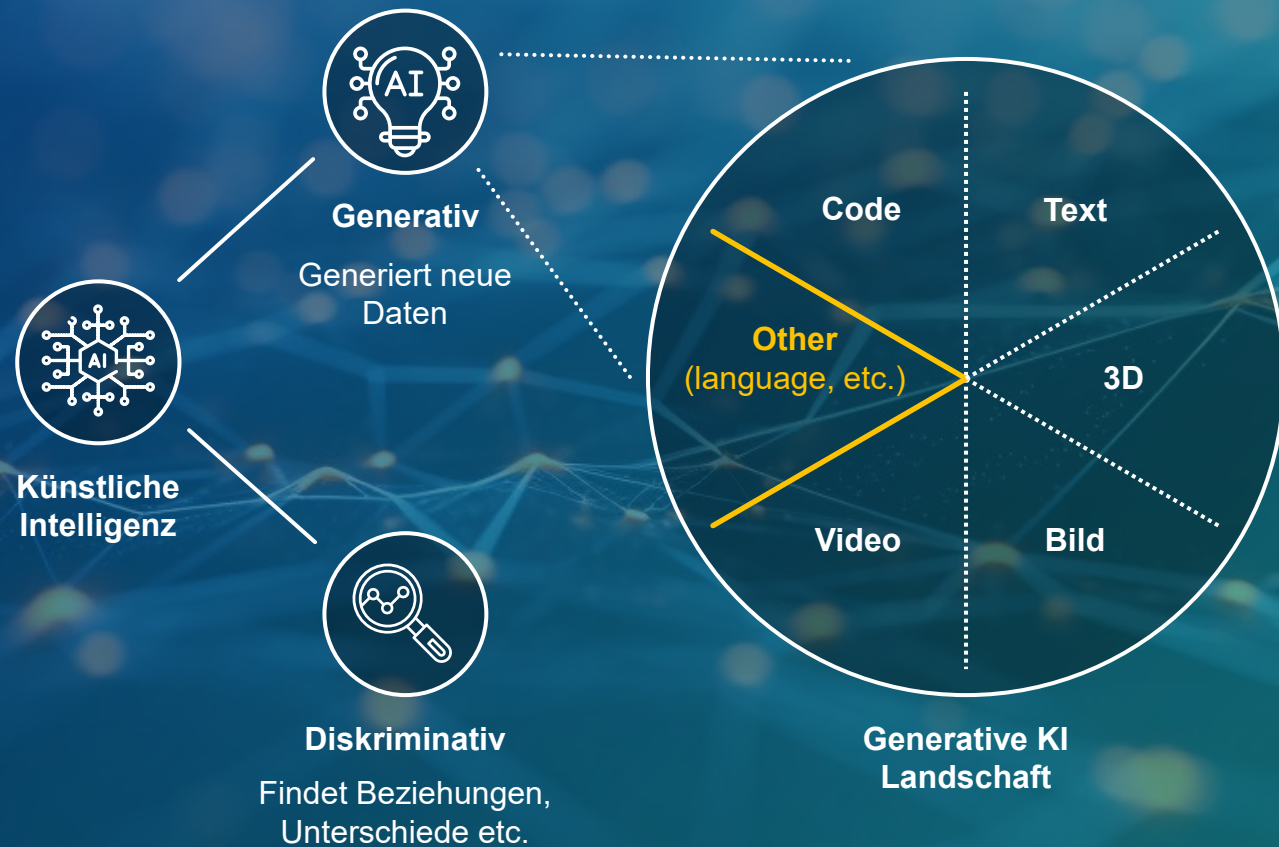 AI
Generativ
Generiert neue
Daten
AI
Künstliche
Intelligenz
Diskriminativ
Findet Beziehungen,
Unterschiede etc.
Code
Text
Other
(language, etc.)
3D
Video
Bild
Generative KI
Landschaft